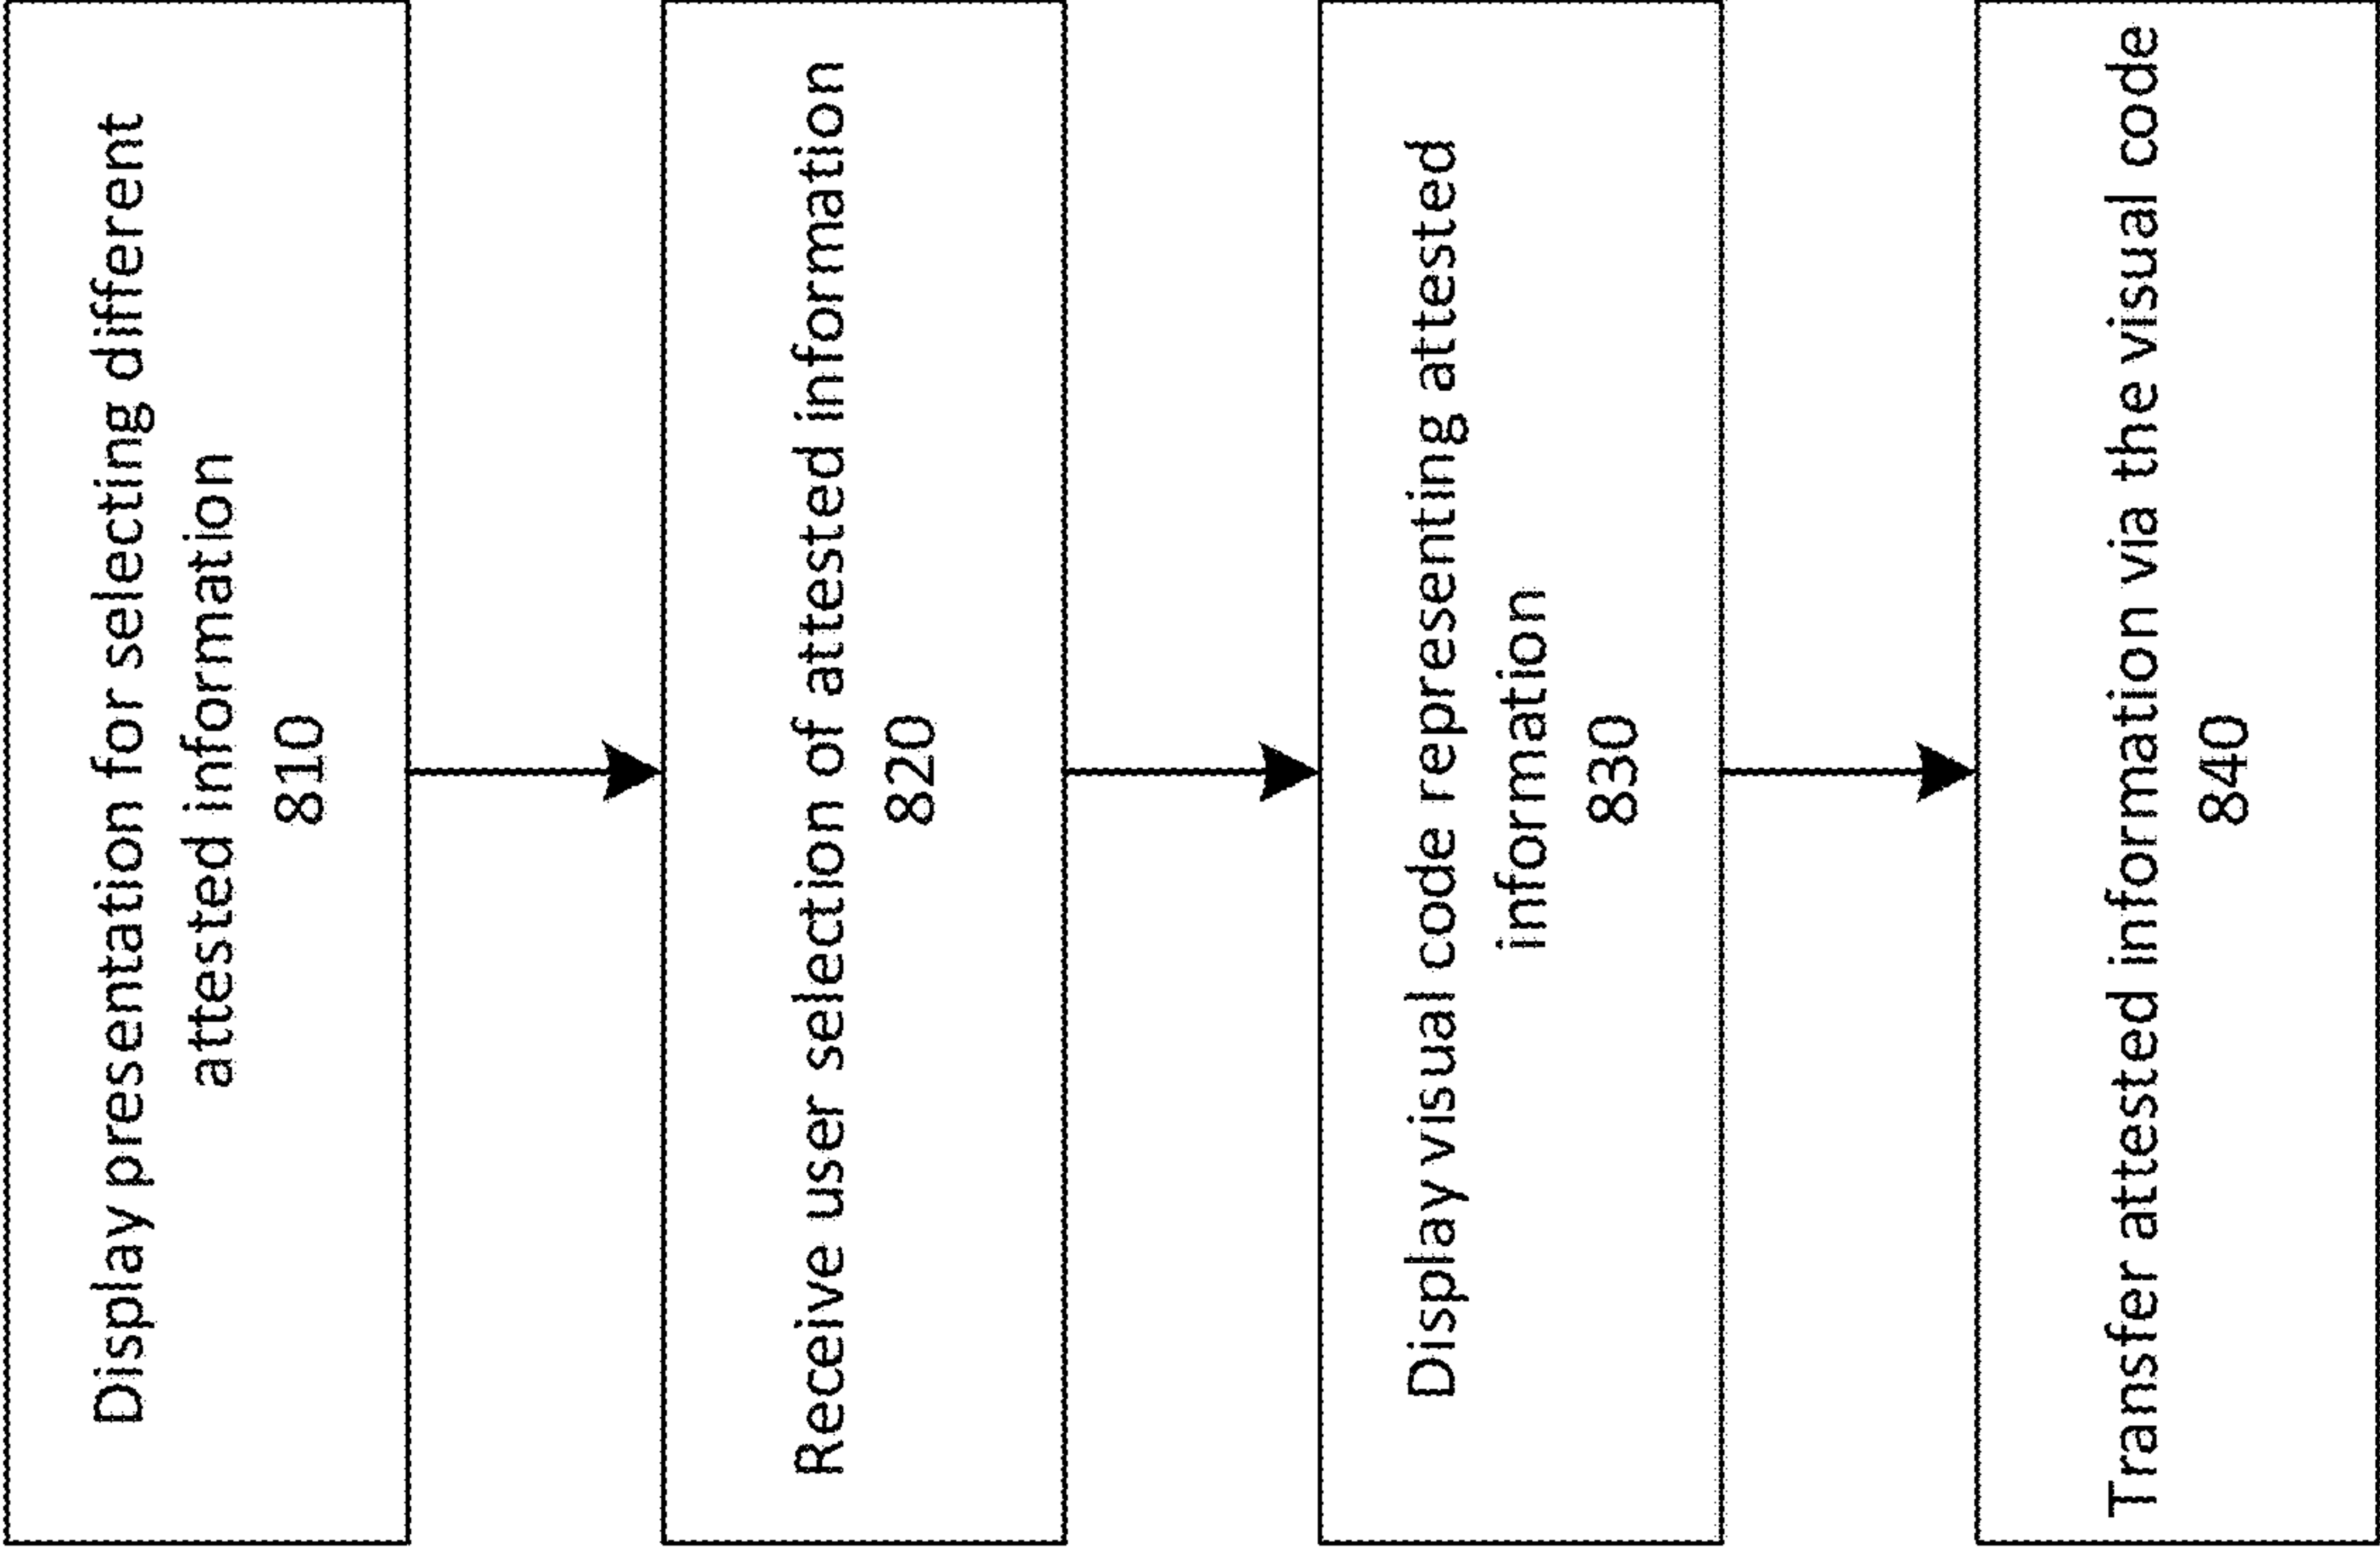 Display presentation for selecting different
attested information
810
Receive user selection of attested information
820
Display visual code representing attested
information
830
Transfer attested information via the visual code
840